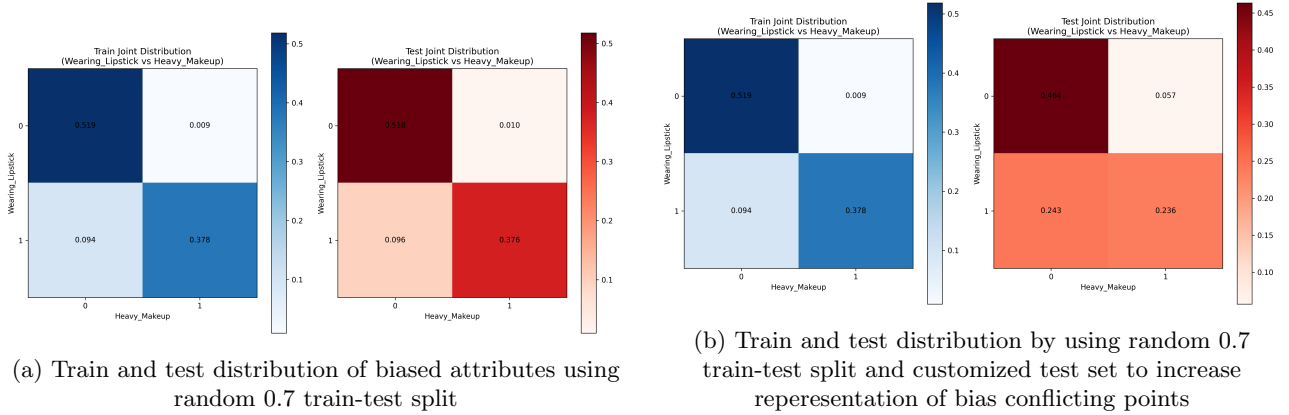 Train Joint Distribution
(Wearing_Lipstick vs Heavy_Makeup)
Wearing_Lipstick
0
1
0.519
0.009
0.094
0.378
0
1
Heavy_Makeup
0.5
0.4
0.3
0.2
0.1
Test Joint Distribution
(Wearing_Lipstick vs Heavy_Makeup)
Wearing_Lipstick
0
1
0.518
0.010
0.096
0.376
0
1
Heavy_Makeup
0.5
0.4
0.3
0.2
0.1
(a) Train and test distribution of biased attributes using
random 0.7 train-test split
Train Joint Distribution
(Wearing_Lipstick vs Heavy_Makeup)
Wearing_Lipstick
0
1
0.519
0.009
0.094
0.378
0
1
Heavy_Makeup
0.5
0.4
0.3
0.2
0.1
Test Joint Distribution
(Wearing_Lipstick vs Heavy_Makeup)
Wearing_Lipstick
0
1
0.464
0.057
0.243
0.236
0
1
Heavy_Makeup
0.45
0.40
0.35
0.30
0.25
0.20
0.15
0.10
(b) Train and test distribution by using random 0.7
train-test split and customized test set to increase
reperesentation of bias conflicting points